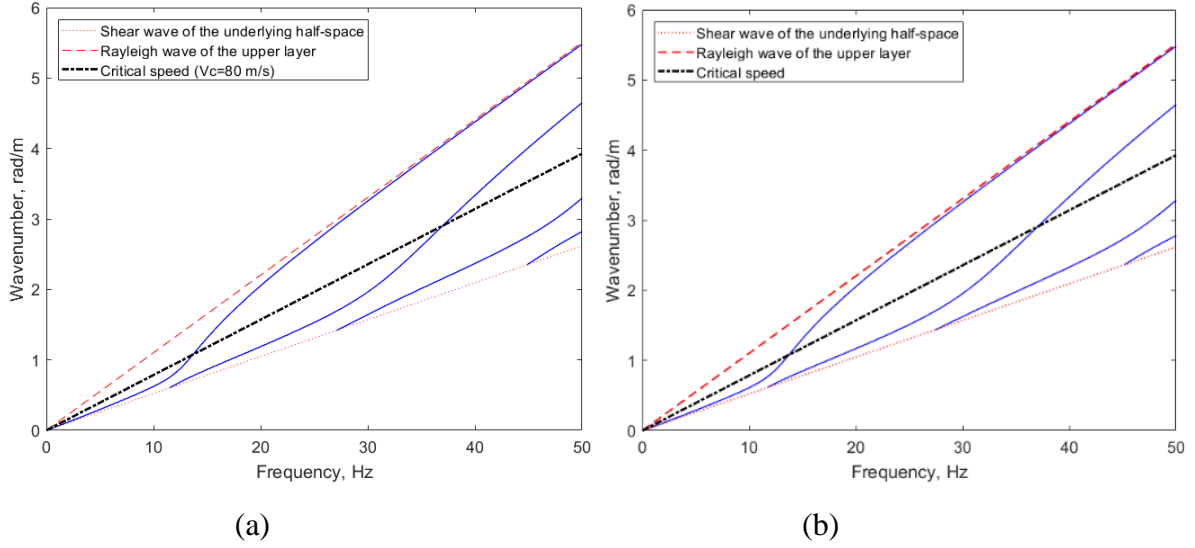 6
5
4
3
2
1
0
Wavenumber, rad/m
Shear wave of the underlying half-space
Rayleigh wave of the upper layer
Critical speed (Vc=80 m/s)
0 10 20 30 40 50
Frequency, Hz
(a)
6
5
4
3
2
1
0
Wavenumber, rad/m
Shear wave of the underlying half-space
Rayleigh wave of the upper layer
Critical speed
0 10 20 30 40 50
Frequency, Hz
(b)